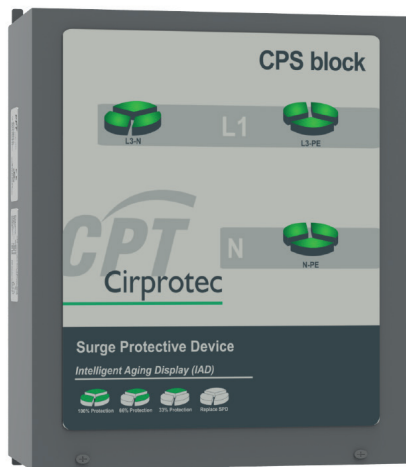 CPS block
L1
L3-N
L3-PE
CPT
N
N-PE
Cirprotec
Surge Protective Device
Intelligent Aging Display (IAD)
100% Protection 66% Protection 33% Protection Replace SPD